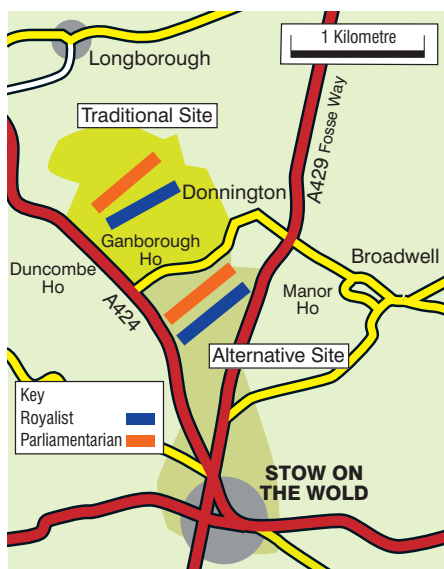 1 Kilometre
Longborough
Traditional Site
A429 Fosse Way
Donnington
Ganborough
Ho
Broadwell
Duncombe
Ho
Manor
Ho
A424
Alternative Site
Key
Royalist
Parliamentarian
STOW ON
THE WOLD